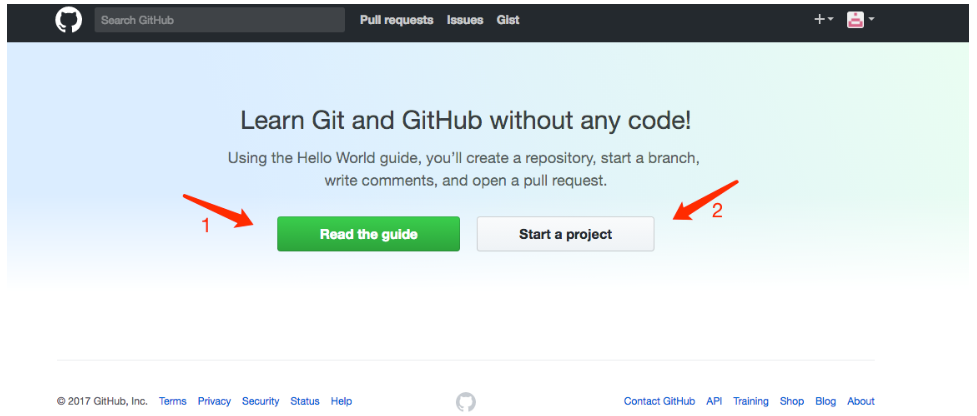 Search GitHub Pull requests Issues Gist
Learn Git and GitHub without any code!
Using the Hello World guide, you’ll create a repository, start a branch,
write comments, and open a pull request.
1 2
Read the guide Start a project
© 2017 GitHub, Inc. Terms Privacy Security Status Help Contact GitHub API Training Shop Blog About